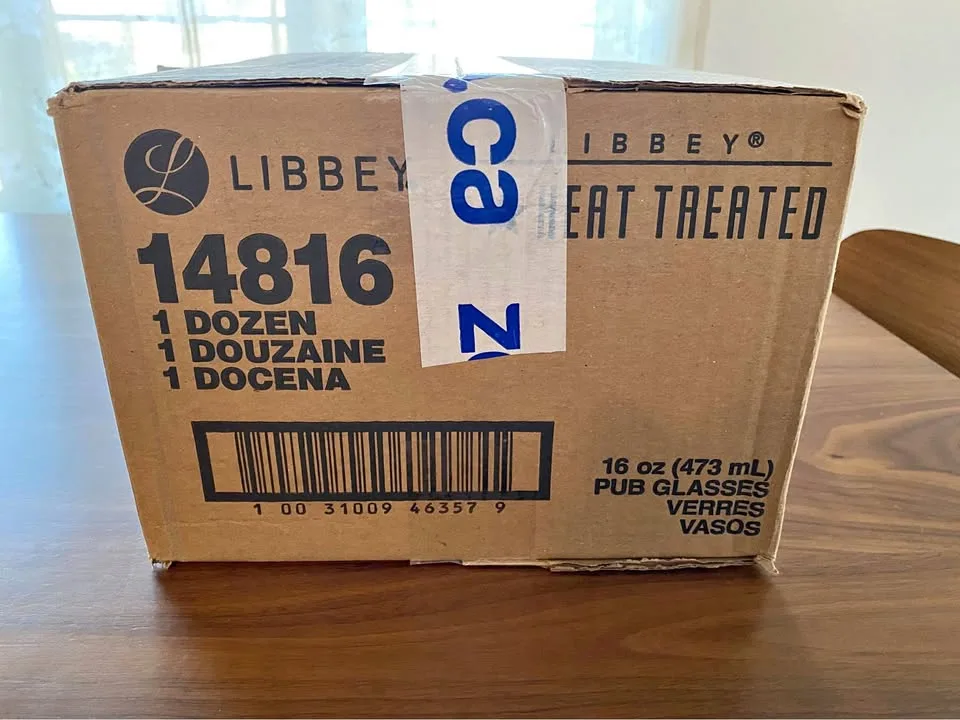 LIBBEY
14816
1 DOZEN
1 DOUZAINE
1 DOCENA
1 00 31009 46357 9
.ca
IBBEY®
EAT TREATED
16 oz (473 mL)
PUB GLASSES
VERRES
VASOS